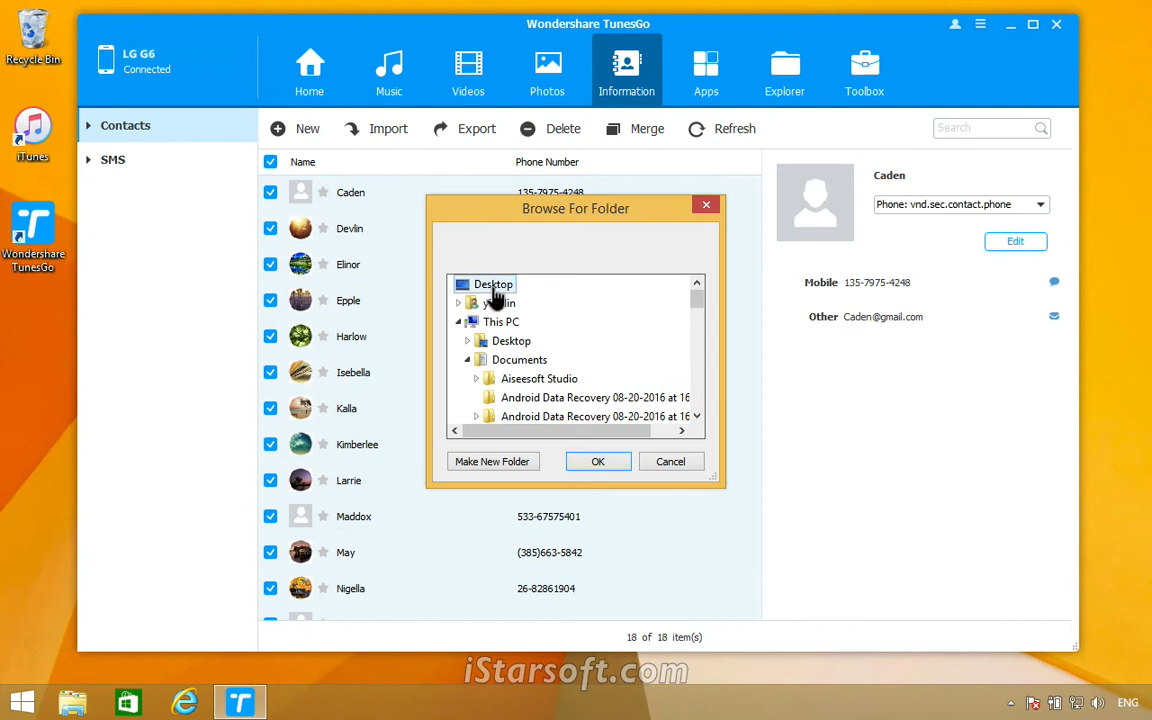 Recycle Bin
iTunes
Wondershare
TunesGo
Wondershare TunesGo
LG G6
Connected
Home
Music
Videos
Photos
Information
Apps
Explorer
Toolbox
Contacts
SMS
New
Import
Export
Delete
Merge
Refresh
Search
Name
Phone Number
Caden
135-7975-4248
Devlin
Elinor
Epple
Harlow
Isebella
Kalla
Kimberlee
Larrie
Maddox
533-67575401
May
(385)663-5842
Nigella
26-82861904
Browse For Folder
Desktop
This PC
Desktop
Documents
Aiseesoft Studio
Android Data Recovery 08-20-2016 at 16
Android Data Recovery 08-20-2016 at 16
Make New Folder
OK
Cancel
Caden
Phone: vnd.sec.contact.phone
Edit
Mobile 135-7975-4248
Other Caden@gmail.com
18 of 18 item(s)
iStarsoft.com
ENG